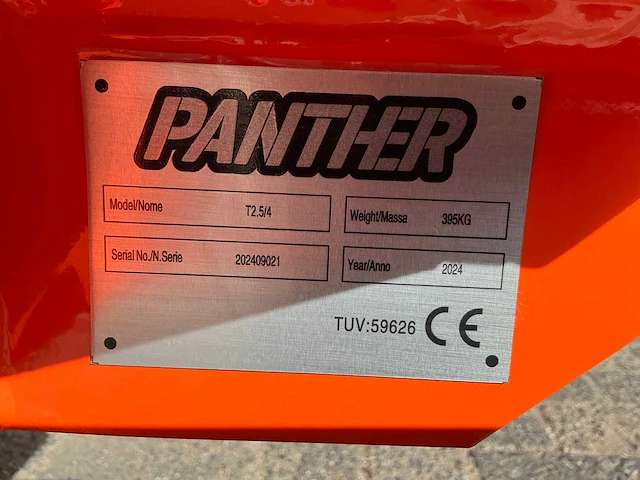 PANTHER
Model/Nome T2.5/4
Weight/Massa 395KG
Serial No./N.Serie 202409021
Year/Anno 2024
TUV:59626 CE